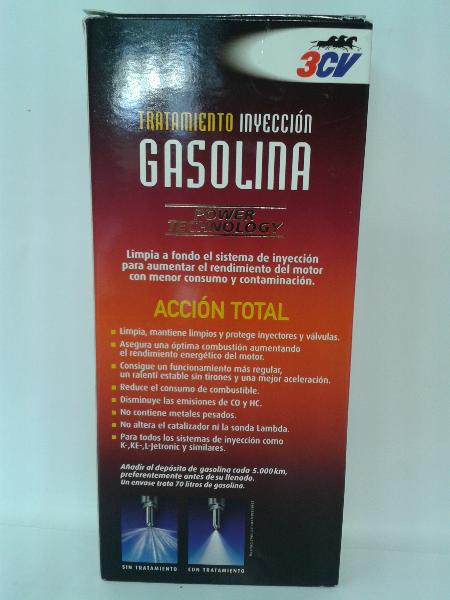 3CV
TRATAMIENTO INYECCIÓN
GASOLINA
POWER
TECHNOLOGY
Limpia a fondo el sistema de inyección
para aumentar el rendimiento del motor
con menor consumo y contaminación.
ACCIÓN TOTAL
Limpia, mantiene limpios y protege inyectores y válvulas.
Asegura una óptima combustión aumentando
el rendimiento energético del motor.
Consigue un funcionamiento más regular,
un ralentí estable sin tirones y una mejor aceleración.
Reduce el consumo de combustible.
Disminuye las emisiones de CO y HC.
No contiene metales pesados.
No altera el catalizador ni la sonda Lambda.
Para todos los sistemas de inyección como
K-,KE-,L-Jetronic y similares.
Añadir al depósito de gasolina cada 5.000 km,
preferentemente antes de su llenado.
Un envase trata 70 litros de gasolina.
SIN TRATAMIENTO CON TRATAMIENTO